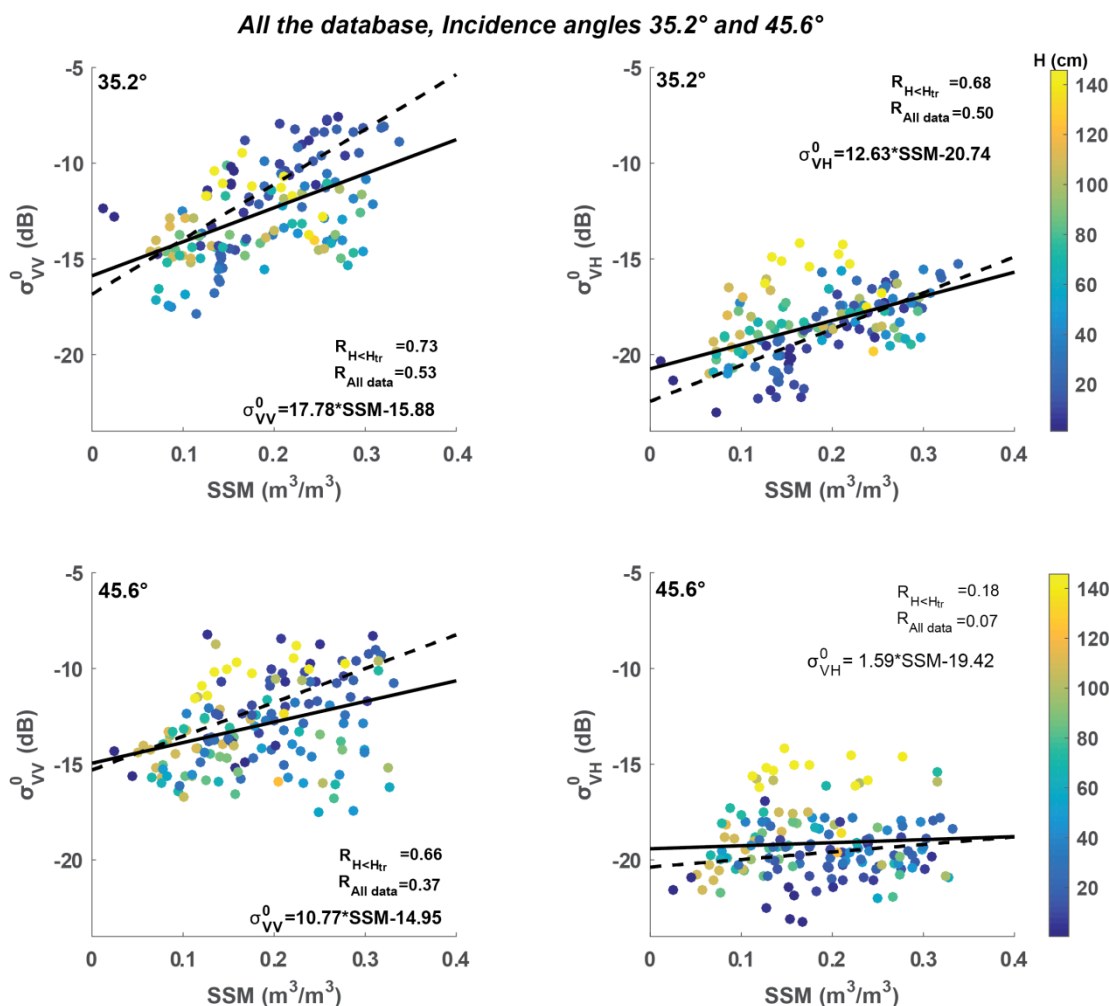 All the database, Incidence angles 35.2° and 45.6°
35.2°
-5
-10
-15
-20
σ⁰VV (dB)
R H<Htr =0.73
R All data =0.53
σ⁰VV=17.78*SSM-15.88
0 0.1 0.2 0.3 0.4
SSM (m³/m³)
35.2°
-5
-10
-15
-20
σ⁰VH (dB)
R H<Htr =0.68
R All data =0.50
σ⁰VH=12.63*SSM-20.74
0 0.1 0.2 0.3 0.4
SSM (m³/m³)
H (cm)
140
120
100
80
60
40
20
45.6°
-5
-10
-15
-20
σ⁰VV (dB)
R H<Htr =0.66
R All data =0.37
σ⁰VV=10.77*SSM-14.95
0 0.1 0.2 0.3 0.4
SSM (m³/m³)
45.6°
-5
-10
-15
-20
σ⁰VH (dB)
R H<Htr =0.18
R All data =0.07
σ⁰VH= 1.59*SSM-19.42
0 0.1 0.2 0.3 0.4
SSM (m³/m³)
140
120
100
80
60
40
20